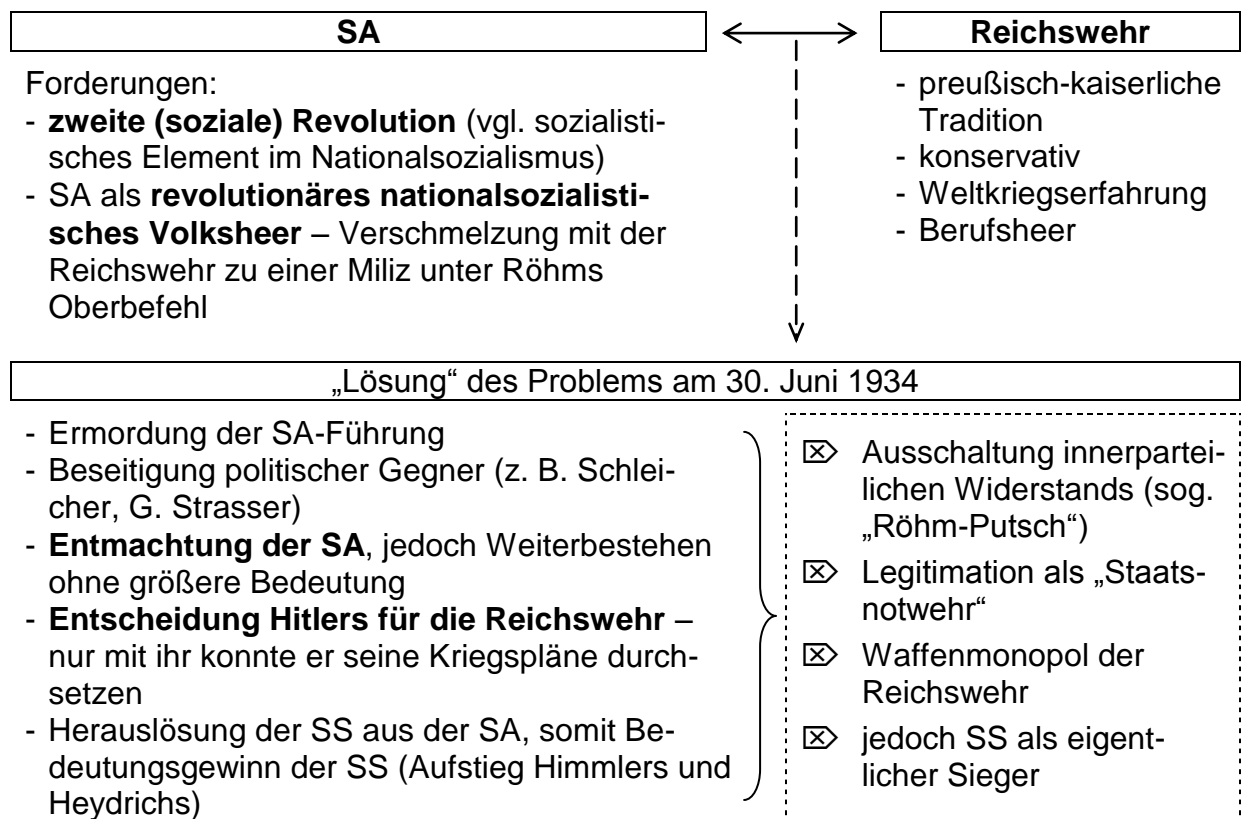 SA
Forderungen:
- zweite (soziale) Revolution (vgl. sozialisti-
sches Element im Nationalsozialismus)
- SA als revolutionäres nationalsozialisti-
sches Volksheer – Verschmelzung mit der
Reichswehr zu einer Miliz unter Röhms
Oberbefehl
Reichswehr
- preußisch-kaiserliche
Tradition
- konservativ
- Weltkriegserfahrung
- Berufsheer
„Lösung“ des Problems am 30. Juni 1934
- Ermordung der SA-Führung
- Beseitigung politischer Gegner (z. B. Schlei-
cher, G. Strasser)
- Entmachtung der SA, jedoch Weiterbestehen
ohne größere Bedeutung
- Entscheidung Hitlers für die Reichswehr –
nur mit ihr konnte er seine Kriegspläne durch-
setzen
- Herauslösung der SS aus der SA, somit Be-
deutungsgewinn der SS (Aufstieg Himmlers und
Heydrichs)
⌦ Ausschaltung innerpartei-
lichen Widerstands (sog.
„Röhm-Putsch“)
⌦ Legitimation als „Staats-
notwehr“
⌦ Waffenmonopol der
Reichswehr
⌦ jedoch SS als eigent-
licher Sieger